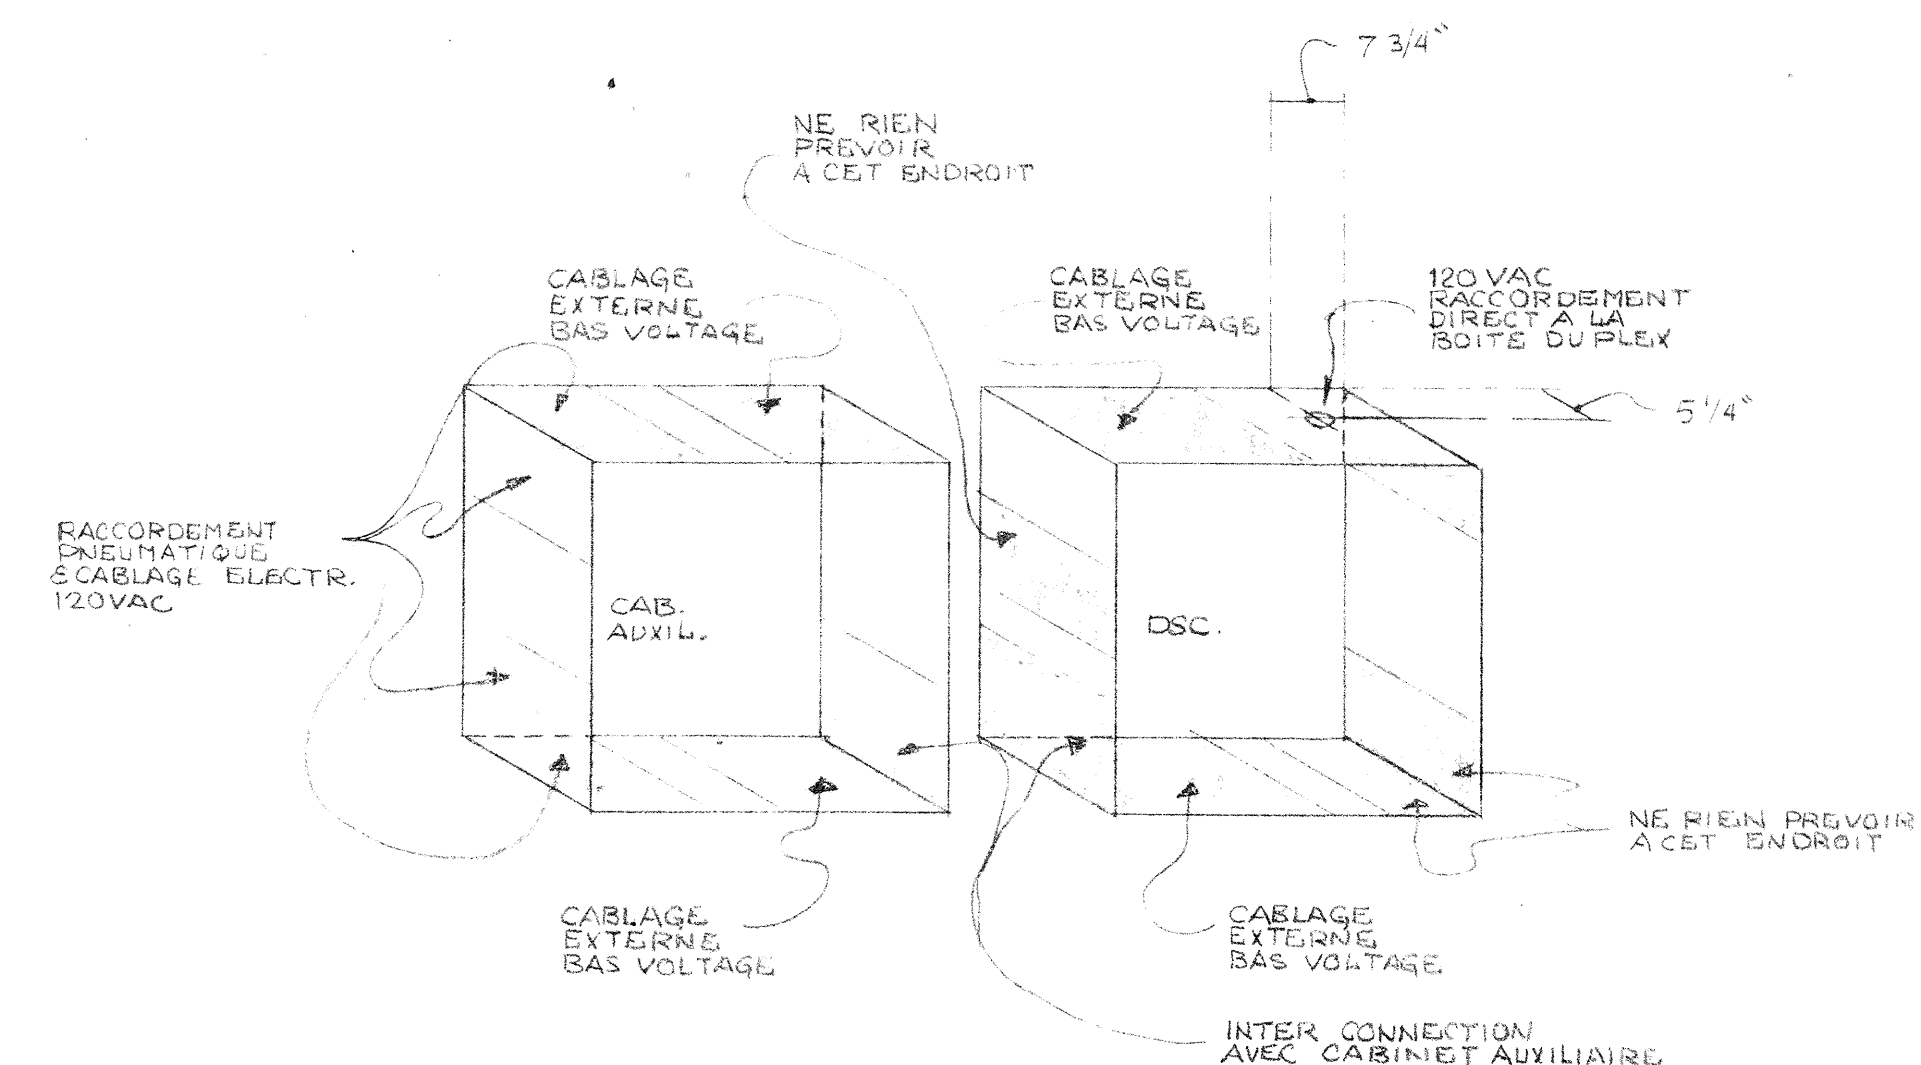 7 3/4"
NE RIEN
PREVOIR
A CET ENDROIT
CABLAGE
EXTERNE
BAS VOLTAGE
CABLAGE
EXTERNE
BAS VOLTAGE
120 VAC
RACCORDEMENT
DIRECT A LA
BOITE DUPLEX
5 1/4"
RACCORDEMENT
PNEUMATIQUE
& CABLAGE ELECTR.
120VAC
CAB.
AUXIL.
DSC.
NE RIEN PREVOIR
A CET ENDROIT
CABLAGE
EXTERNE
BAS VOLTAGE
CABLAGE
EXTERNE
BAS VOLTAGE
INTER CONNECTION
AVEC CABINET AUXILIAIRE